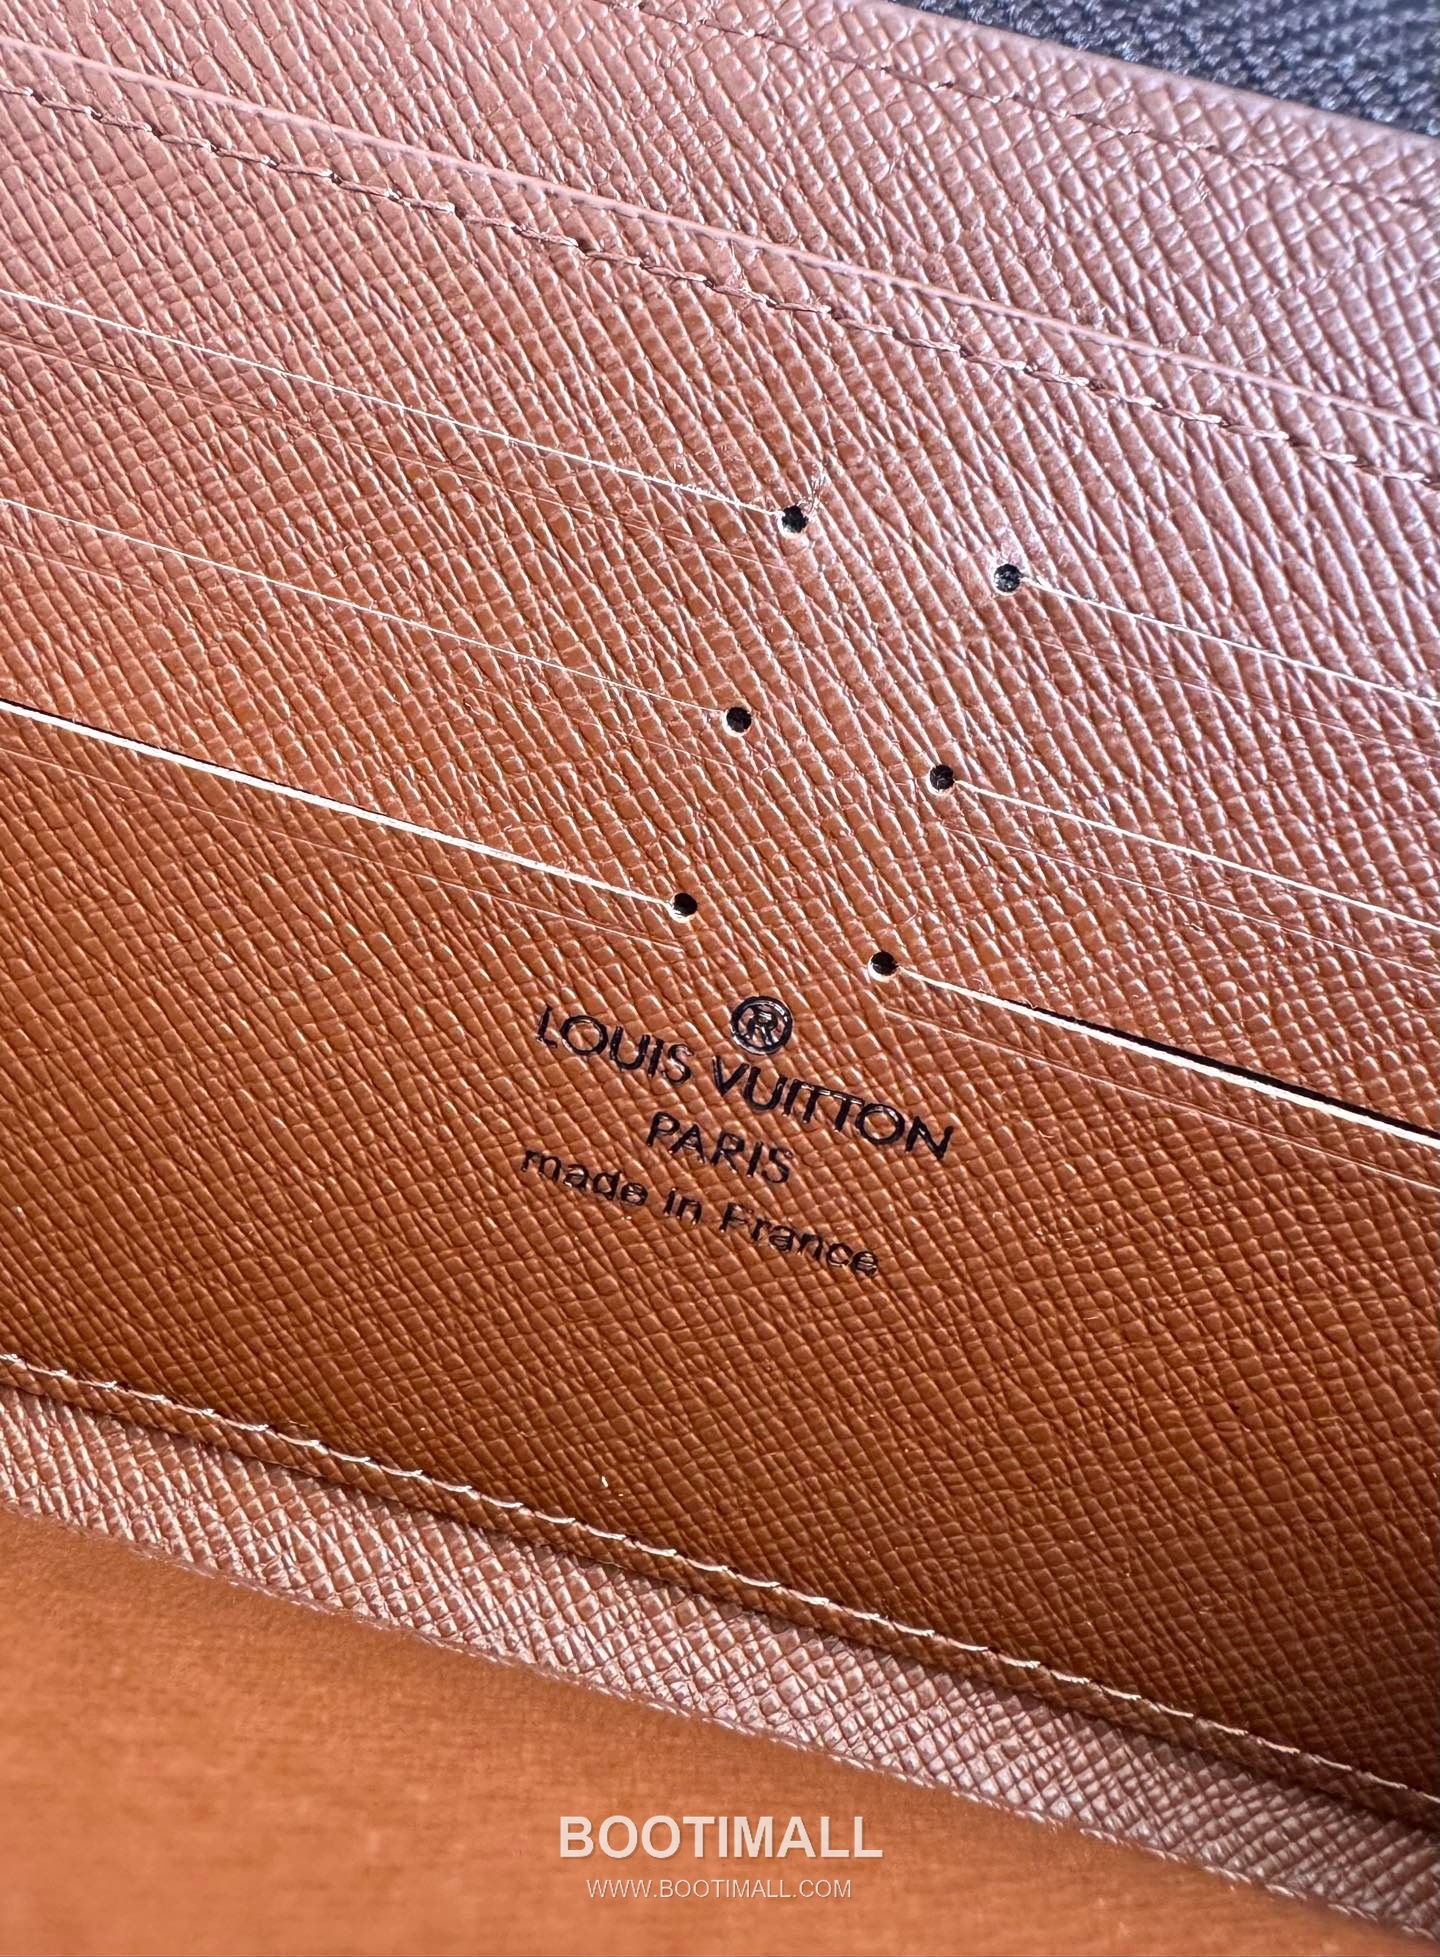 ®
LOUIS VUITTON
PARIS
made in France
BOOTIMALL
WWW.BOOTIMALL.COM